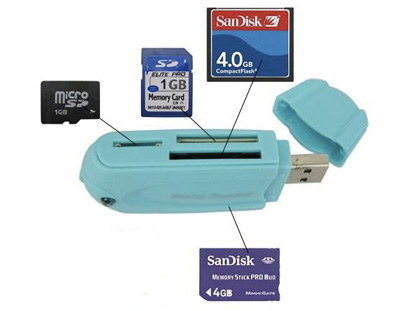 micro
SD
1GB
SD
ELITE PRO
1GB
Memory Card
SanDisk
4.0GB
CompactFlash
SanDisk
MEMORY STICK PRO DUO
4GB
MAGICGATE